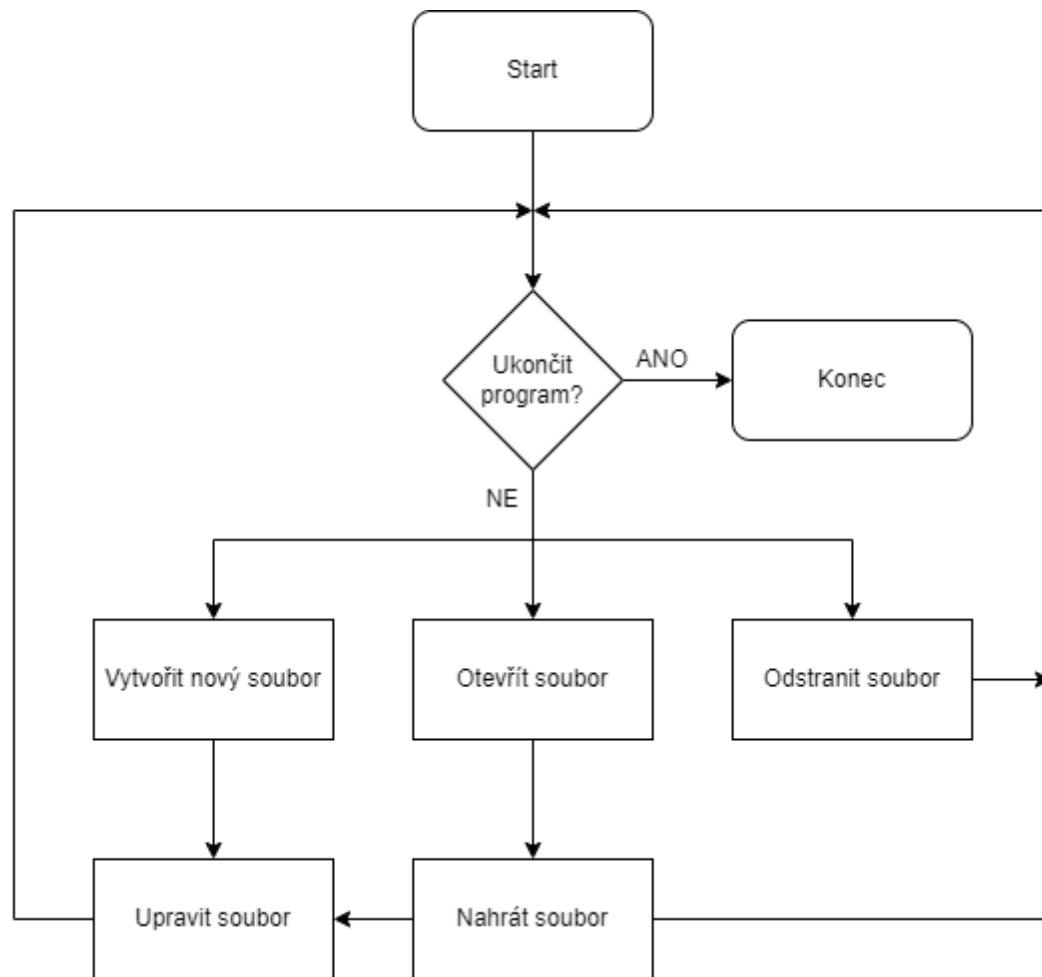 Start
Ukončit
program?
ANO
Konec
NE
Vytvořit nový soubor
Otevřít soubor
Odstranit soubor
Upravit soubor
Nahrát soubor